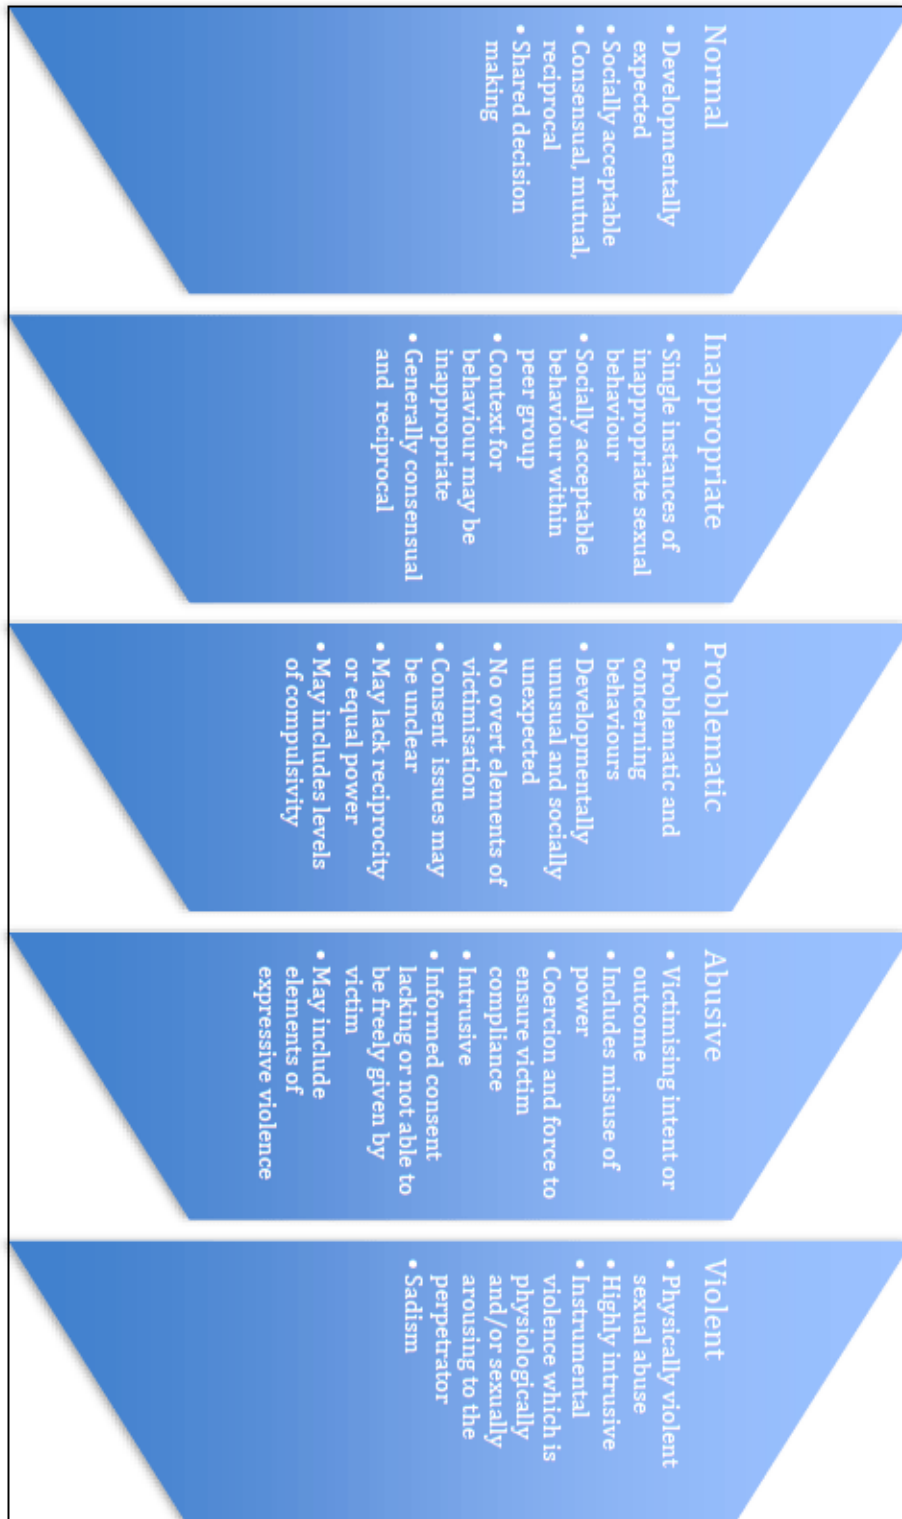 Normal
• Developmentally
expected
• Socially acceptable
• Consensual, mutual,
reciprocal
• Shared decision
making
Inappropriate
• Single instances of
inappropriate sexual
behaviour
• Socially acceptable
behaviour within
peer group
• Context for
behaviour may be
inappropriate
• Generally consensual
and reciprocal
Problematic
• Problematic and
concerning
behaviours
• Developmentally
unusual and socially
unexpected
• No overt elements of
victimisation
• Consent issues may
be unclear
• May lack reciprocity
or equal power
• May includes levels
of compulsivity
Abusive
• Victimising intent or
outcome
• Includes misuse of
power
• Coercion and force to
ensure victim
compliance
• Intrusive
• Informed consent
lacking or not able to
be freely given by
victim
• May include
elements of
expressive violence
Violent
• Physically violent
sexual abuse
• Highly intrusive
• Instrumental
violence which is
physiologically
and/or sexually
arousing to the
perpetrator
• Sadism